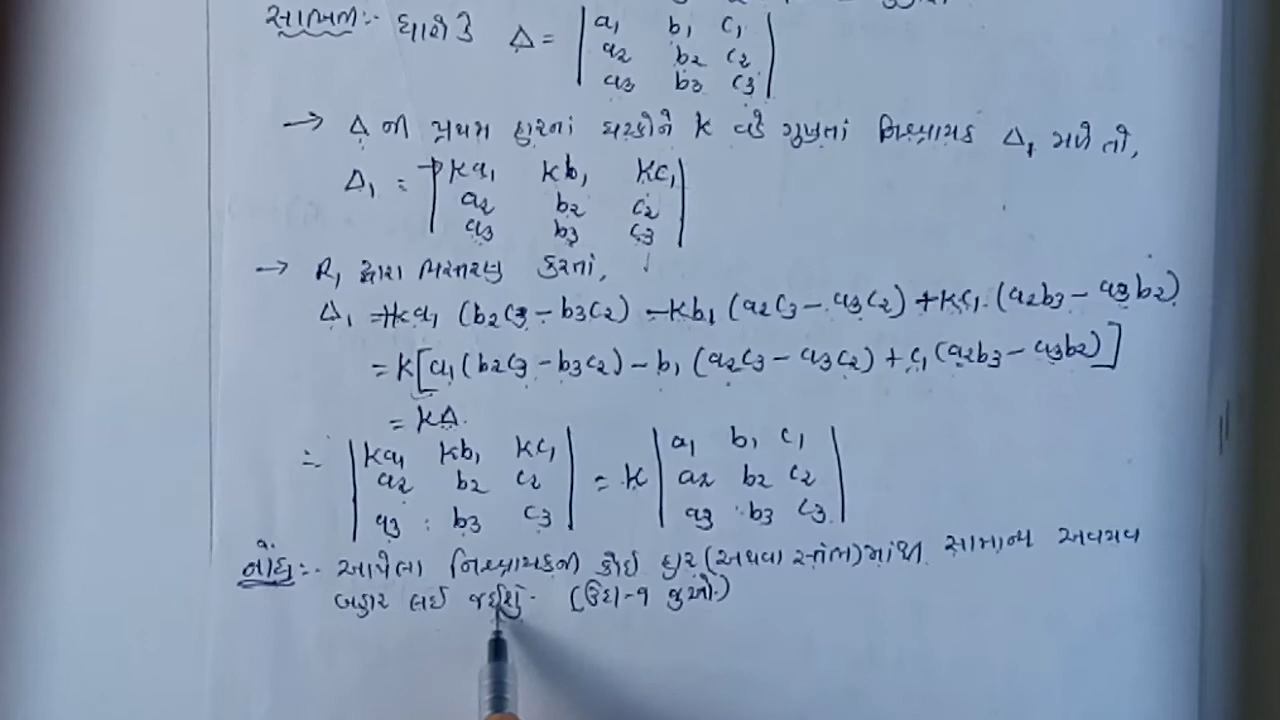 સાબિત:- ધારો કે Δ = | a1 b1 c1 |
| a2 b2 c2 |
| a3 b3 c3 |
→ Δ ની પ્રથમ હારનાં ઘટકોને K વડે ગુણતાં નિશ્ચાયક Δ1 મળે તો,
Δ1 = | Ka1 Kb1 Kc1 |
| a2 b2 c2 |
| a3 b3 c3 |
→ R1 દ્વારા વિસ્તરણ કરતાં,
Δ1 = +Ka1 (b2c3 - b3c2) - Kb1 (a2c3 - a3c2) + Kc1 (a2b3 - a3b2)
= K[a1(b2c3 - b3c2) - b1 (a2c3 - a3c2) + c1 (a2b3 - a3b2)]
= KΔ.
∴ | Ka1 Kb1 Kc1 | = K | a1 b1 c1 |
| a2 b2 c2 | | a2 b2 c2 |
| a3 b3 c3 | | a3 b3 c3 |
નોંધ:- આપેલા નિશ્ચાયકની કોઈ હાર (અથવા સ્તંભ)માંથી સામાન્ય અવયવ
બહાર લઈ જઈશું. (ઉદા-૧ જુઓ.)